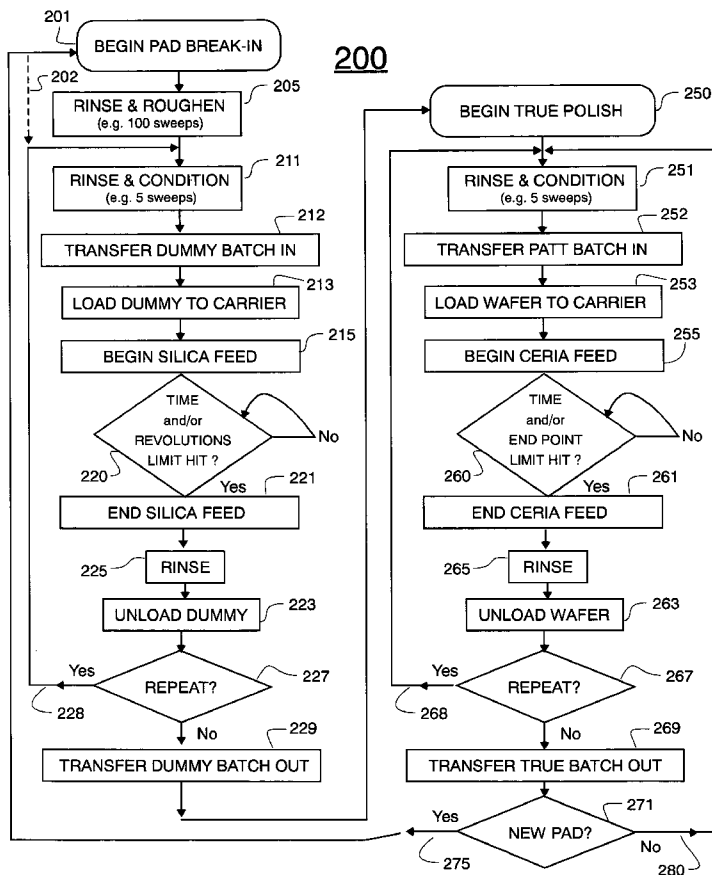 200
201
BEGIN PAD BREAK-IN
202
205
RINSE & ROUGHEN
(e.g. 100 sweeps)
211
RINSE & CONDITION
(e.g. 5 sweeps)
212
TRANSFER DUMMY BATCH IN
213
LOAD DUMMY TO CARRIER
215
BEGIN SILICA FEED
TIME
and/or
REVOLUTIONS
LIMIT HIT ?
No
220
Yes
221
END SILICA FEED
225
RINSE
UNLOAD DUMMY
223
Yes
REPEAT?
227
228
No
229
TRANSFER DUMMY BATCH OUT
BEGIN TRUE POLISH
250
251
RINSE & CONDITION
(e.g. 5 sweeps)
252
TRANSFER PATT BATCH IN
253
LOAD WAFER TO CARRIER
BEGIN CERIA FEED
255
TIME
and/or
END POINT
LIMIT HIT ?
No
260
Yes
261
END CERIA FEED
265
RINSE
UNLOAD WAFER
263
Yes
REPEAT?
267
268
No
269
TRANSFER TRUE BATCH OUT
271
Yes
NEW PAD?
No
275
280